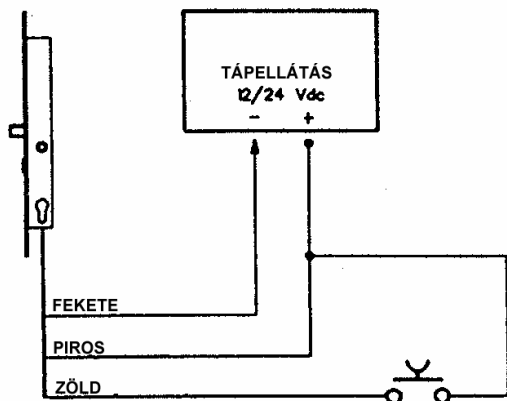 TÁPELLÁTÁS
12/24 Vdc
- +
FEKETE
PIROS
ZÖLD